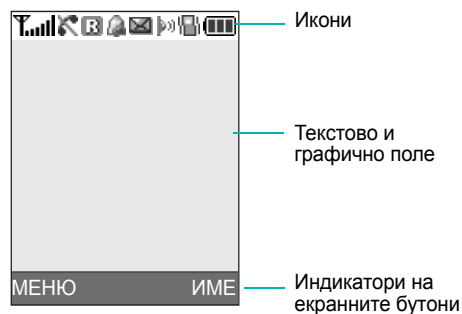 R
Икони
Текстово и
графично поле
МЕНЮ ИМЕ
Индикатори на
екранните бутони